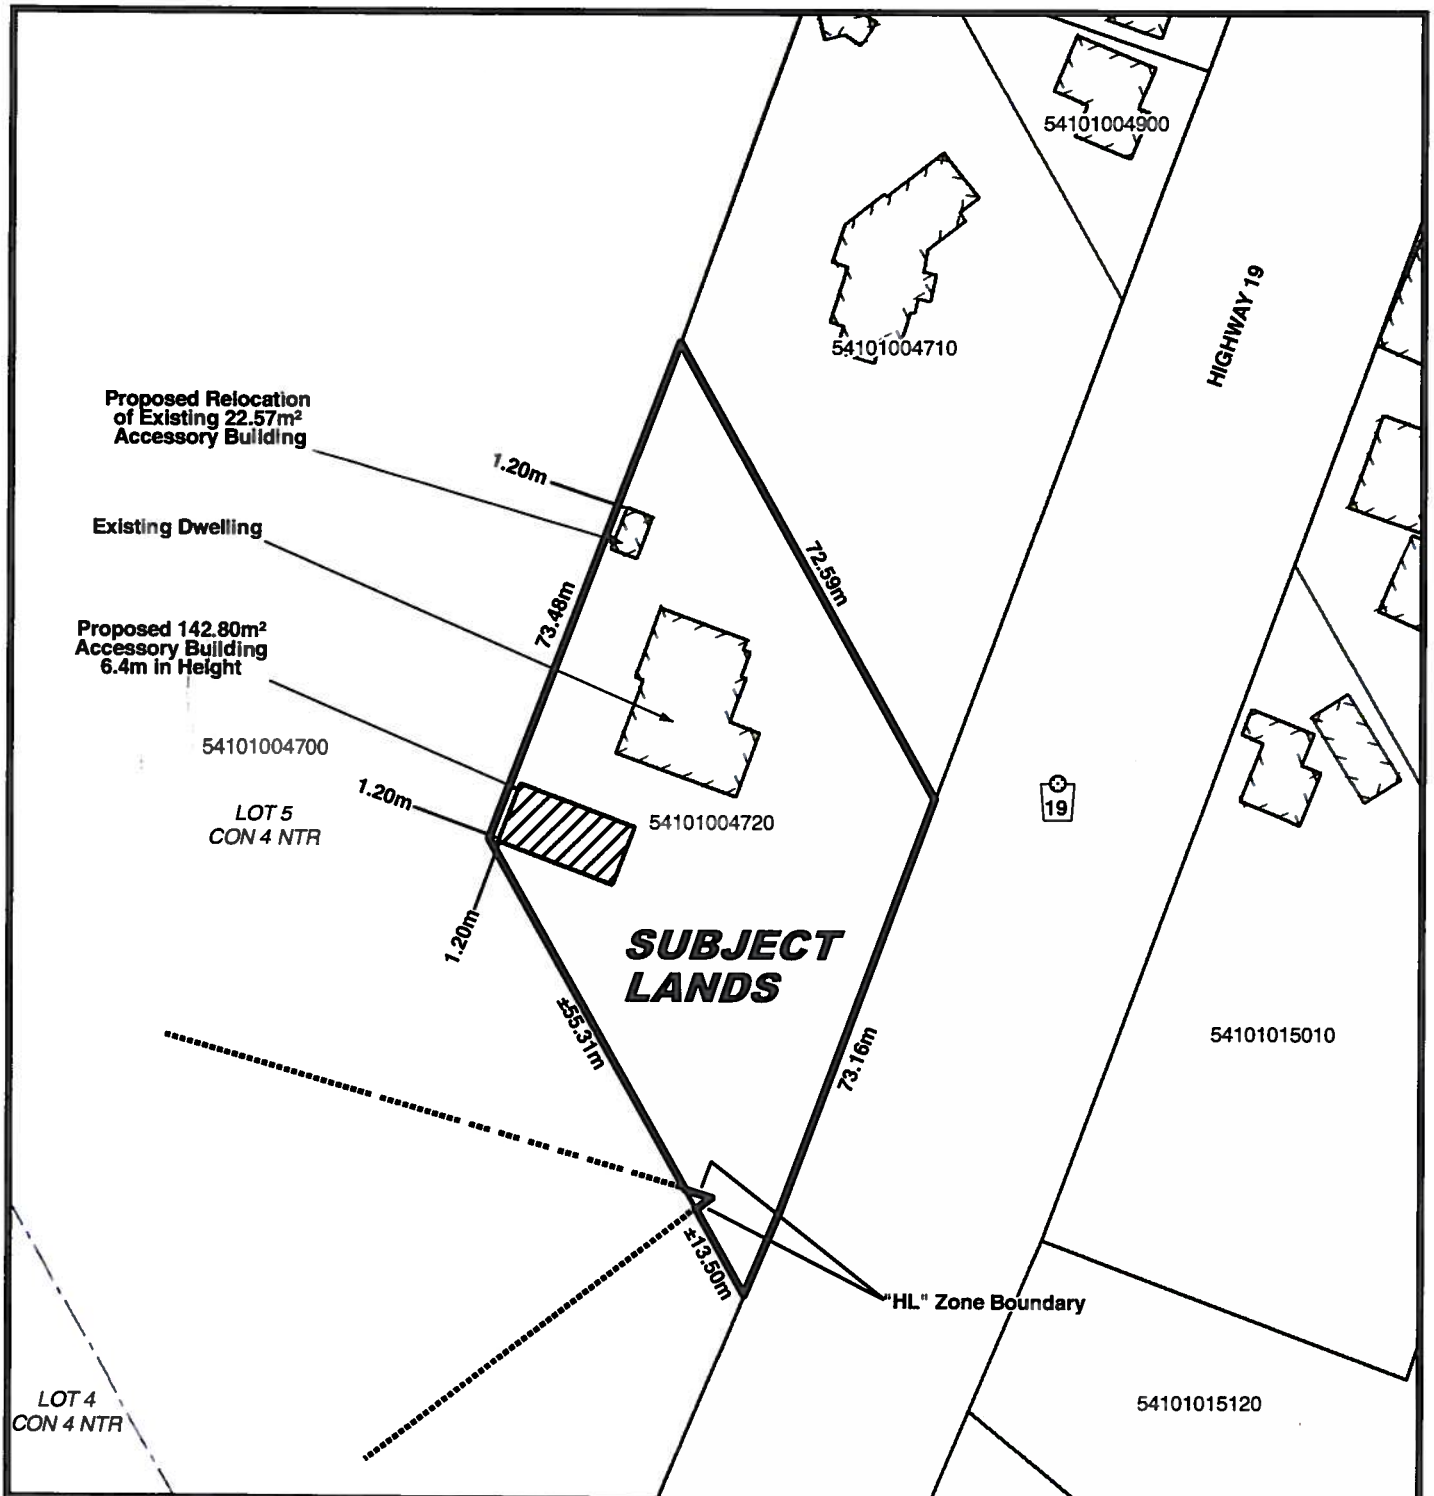 54101004900
HIGHWAY 19
54101004710
Proposed Relocation
of Existing 22.57m²
Accessory Building
1.20m
Existing Dwelling
72.59m
73.48m
Proposed 142.80m²
Accessory Building
6.4m in Height
54101004700
1.20m
LOT 5
CON 4 NTR
54101004720
19
1.20m
SUBJECT
LANDS
±55.31m
73.16m
54101015010
±13.50m
"HL" Zone Boundary
LOT 4
CON 4 NTR
54101015120